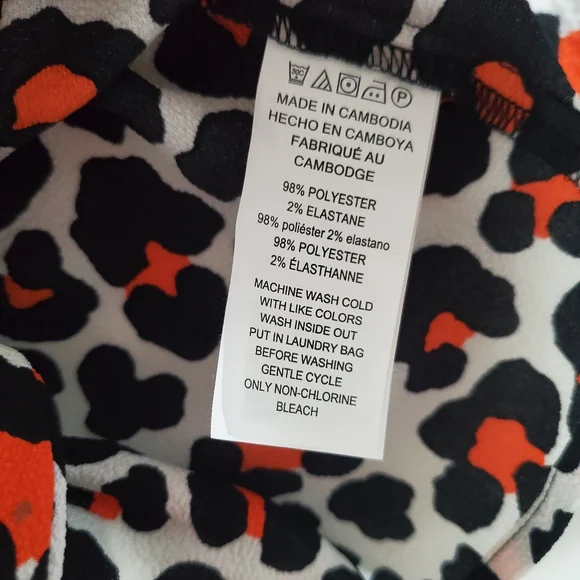 30C P
MADE IN CAMBODIA
HECHO EN CAMBOYA
FABRIQUÉ AU
CAMBODGE
98% POLYESTER
2% ELASTANE
98% poliéster 2% elastano
98% POLYESTER
2% ÉLASTHANNE
MACHINE WASH COLD
WITH LIKE COLORS
WASH INSIDE OUT
PUT IN LAUNDRY BAG
BEFORE WASHING
GENTLE CYCLE
ONLY NON-CHLORINE
BLEACH